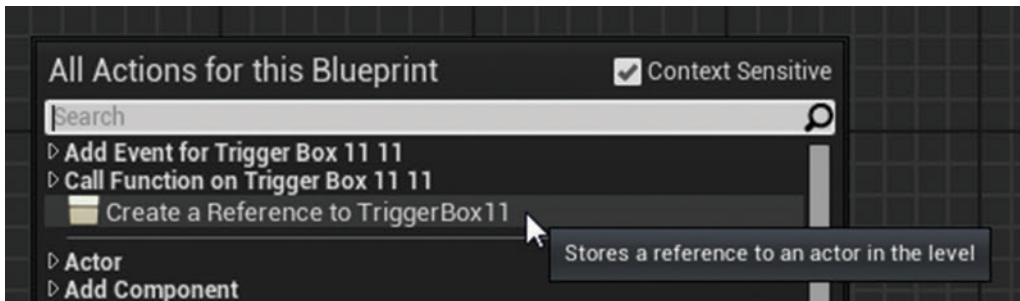 All Actions for this Blueprint
Context Sensitive
Search
Add Event for Trigger Box 11 11
Call Function on Trigger Box 11 11
Create a Reference to TriggerBox11
Stores a reference to an actor in the level
Actor
Add Component